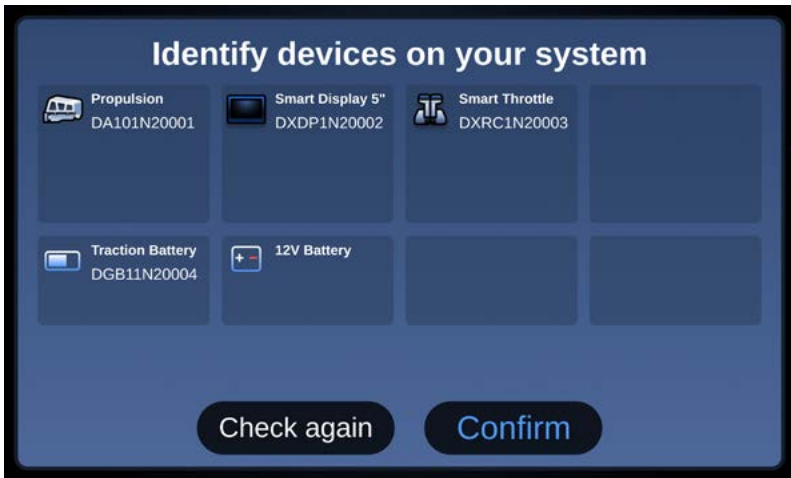 Identify devices on your system
Propulsion
DA101N20001
Smart Display 5"
DXDP1N20002
Smart Throttle
DXRC1N20003
Traction Battery
DGB11N20004
12V Battery
Check again
Confirm